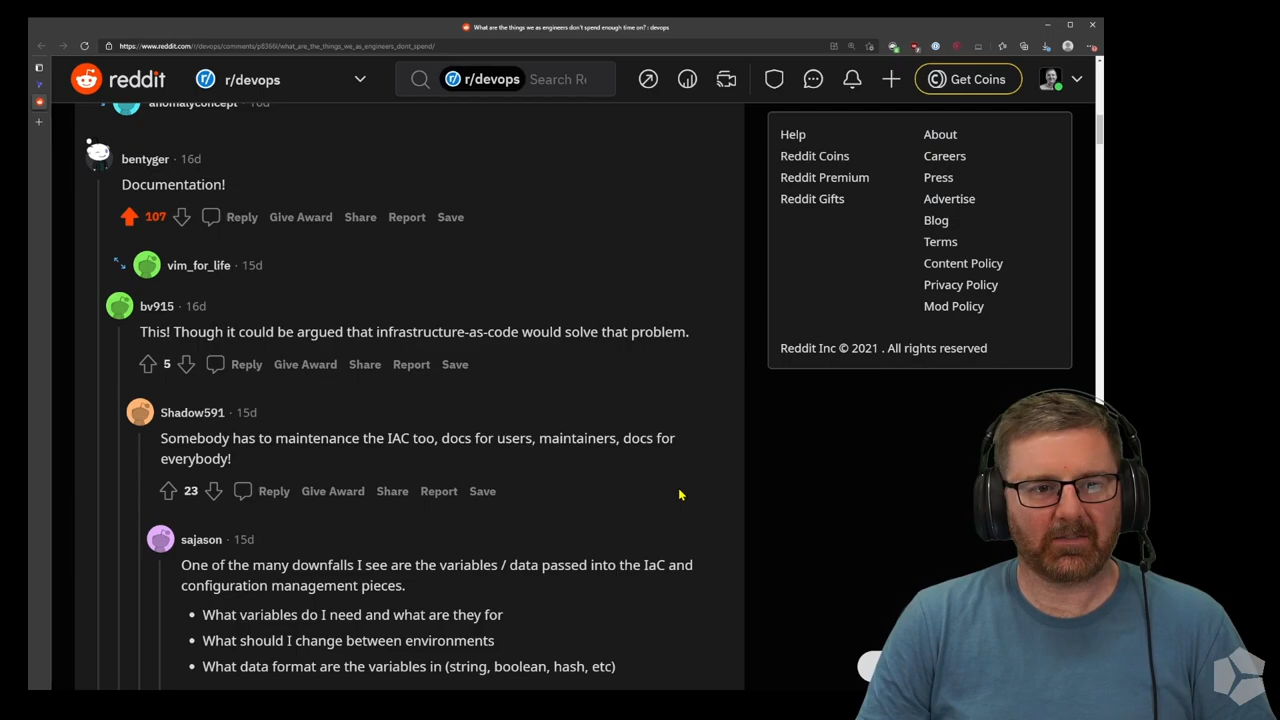 What are the things we as engineers don't spend enough time on? : devops
https://www.reddit.com/r/devops/comments/p8366i/what_are_the_things_we_as_engineers_dont_spend/
reddit
r/devops
r/devops Search Re
Get Coins
anomalyconcept · 16d
bentyger · 16d
Documentation!
107 Reply Give Award Share Report Save
vim_for_life · 15d
bv915 · 16d
This! Though it could be argued that infrastructure-as-code would solve that problem.
5 Reply Give Award Share Report Save
Shadow591 · 15d
Somebody has to maintenance the IAC too, docs for users, maintainers, docs for
everybody!
23 Reply Give Award Share Report Save
sajason · 15d
One of the many downfalls I see are the variables / data passed into the IaC and
configuration management pieces.
• What variables do I need and what are they for
• What should I change between environments
• What data format are the variables in (string, boolean, hash, etc)
Help About
Reddit Coins Careers
Reddit Premium Press
Reddit Gifts Advertise
Blog
Terms
Content Policy
Privacy Policy
Mod Policy
Reddit Inc © 2021 . All rights reserved